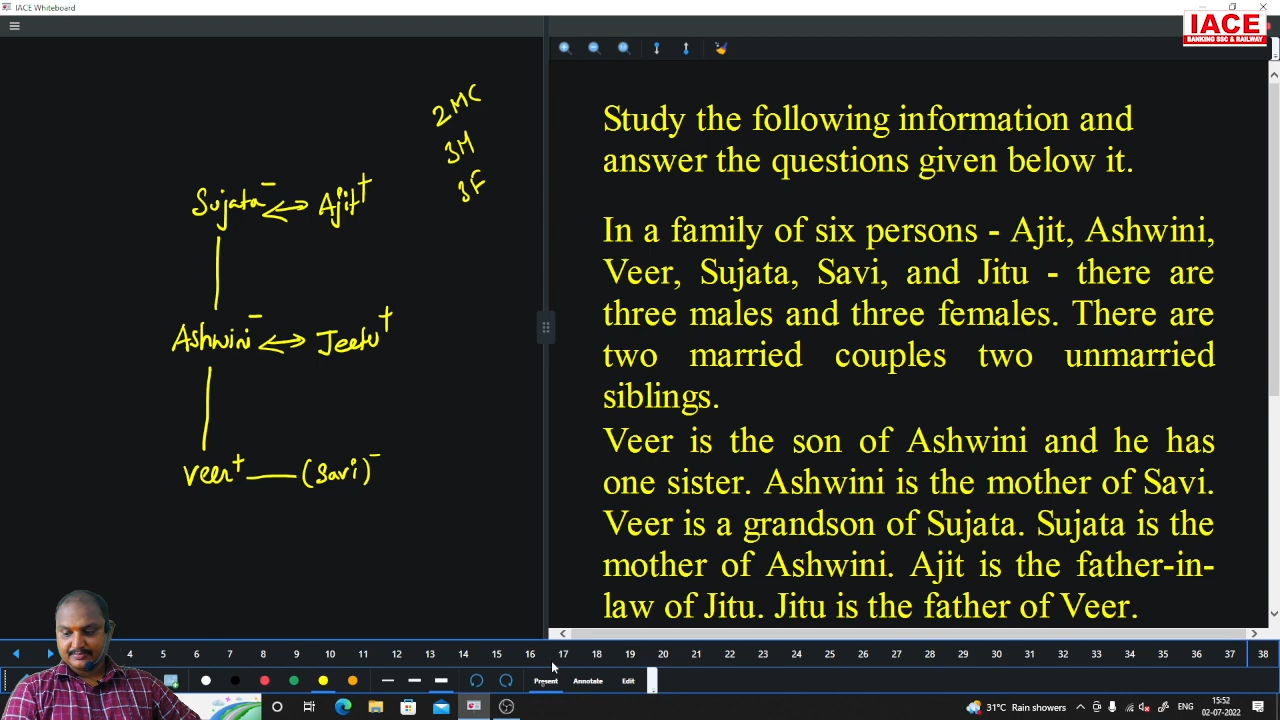 IACE Whiteboard
IACE
BANKING SSC & RAILWAY
2MC
3M
3F
Sujata - Ajit +
Ashwini - Jeetu +
Veer + (Savi) -
Study the following information and
answer the questions given below it.
In a family of six persons - Ajit, Ashwini,
Veer, Sujata, Savi, and Jitu - there are
three males and three females. There are
two married couples two unmarried
siblings.
Veer is the son of Ashwini and he has
one sister. Ashwini is the mother of Savi.
Veer is a grandson of Sujata. Sujata is the
mother of Ashwini. Ajit is the father-in-
law of Jitu. Jitu is the father of Veer.
4 5 6 7 8 9 10 11 12 13 14 15 16 17 18 19 20 21 22 23 24 25 26 27 28 29 30 31 32 33 34 35 36 37 38
Present Annotate Edit
31°C Rain showers ENG 15:52
02-07-2022